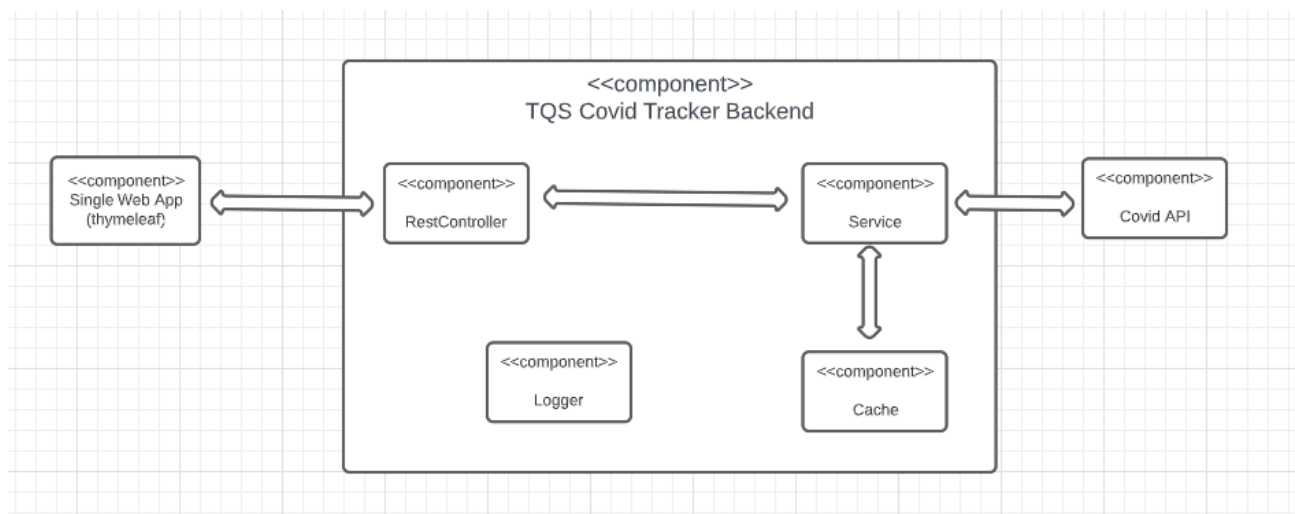 <<component>>
TQS Covid Tracker Backend
<<component>>
Single Web App
(thymeleaf)
<<component>>
RestController
<<component>>
Service
<<component>>
Covid API
<<component>>
Logger
<<component>>
Cache